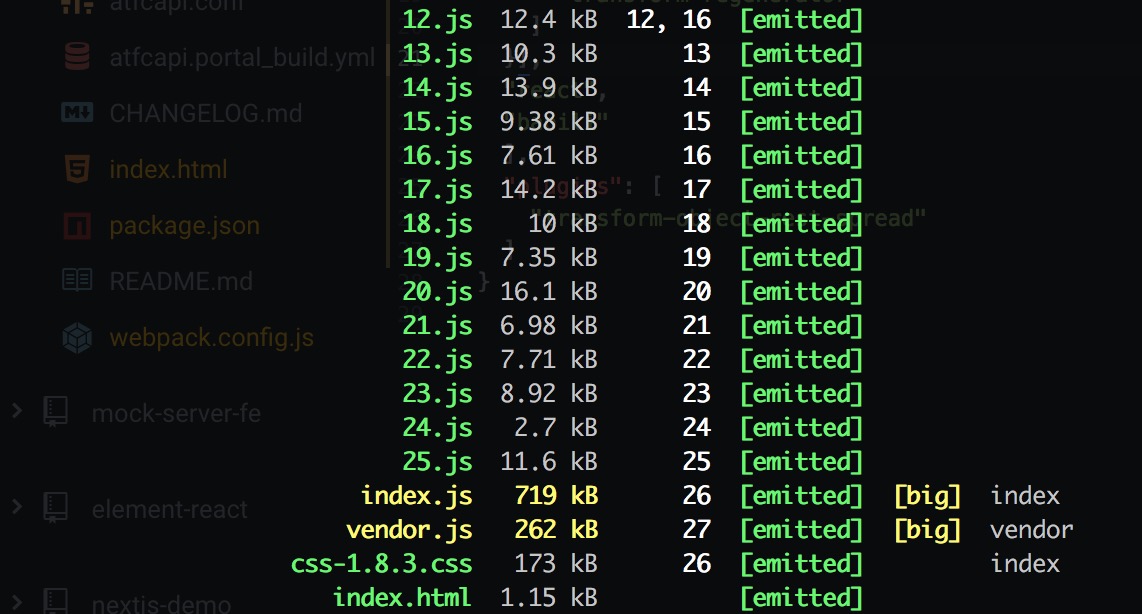 atfcapi.conf
atfcapi.portal_build.yml
CHANGELOG.md
index.html
package.json
README.md
webpack.config.js
mock-server-fe
element-react
nextjs-demo
12.js 12.4 kB 12, 16 [emitted]
13.js 10.3 kB 13 [emitted]
14.js 13.9 kB 14 [emitted]
15.js 9.38 kB 15 [emitted]
16.js 7.61 kB 16 [emitted]
17.js 14.2 kB 17 [emitted]
18.js 10 kB 18 [emitted]
19.js 7.35 kB 19 [emitted]
20.js 16.1 kB 20 [emitted]
21.js 6.98 kB 21 [emitted]
22.js 7.71 kB 22 [emitted]
23.js 8.92 kB 23 [emitted]
24.js 2.7 kB 24 [emitted]
25.js 11.6 kB 25 [emitted]
index.js 719 kB 26 [emitted] [big] index
vendor.js 262 kB 27 [emitted] [big] vendor
css-1.8.3.css 173 kB 26 [emitted] index
index.html 1.15 kB [emitted]